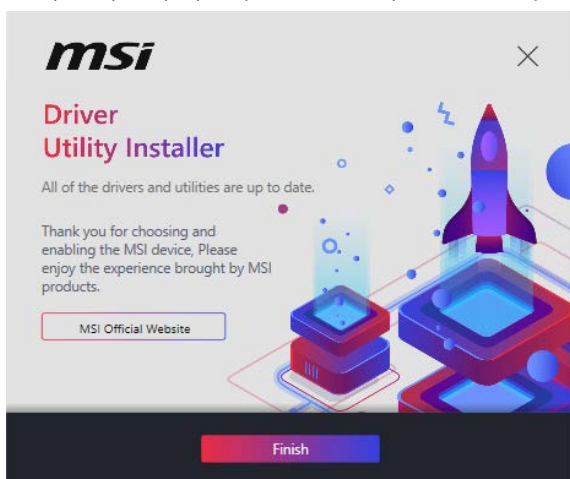 msi
Driver
Utility Installer
All of the drivers and utilities are up to date.
Thank you for choosing and
enabling the MSI device, Please
enjoy the experience brought by MSI
products.
MSI Official Website
Finish